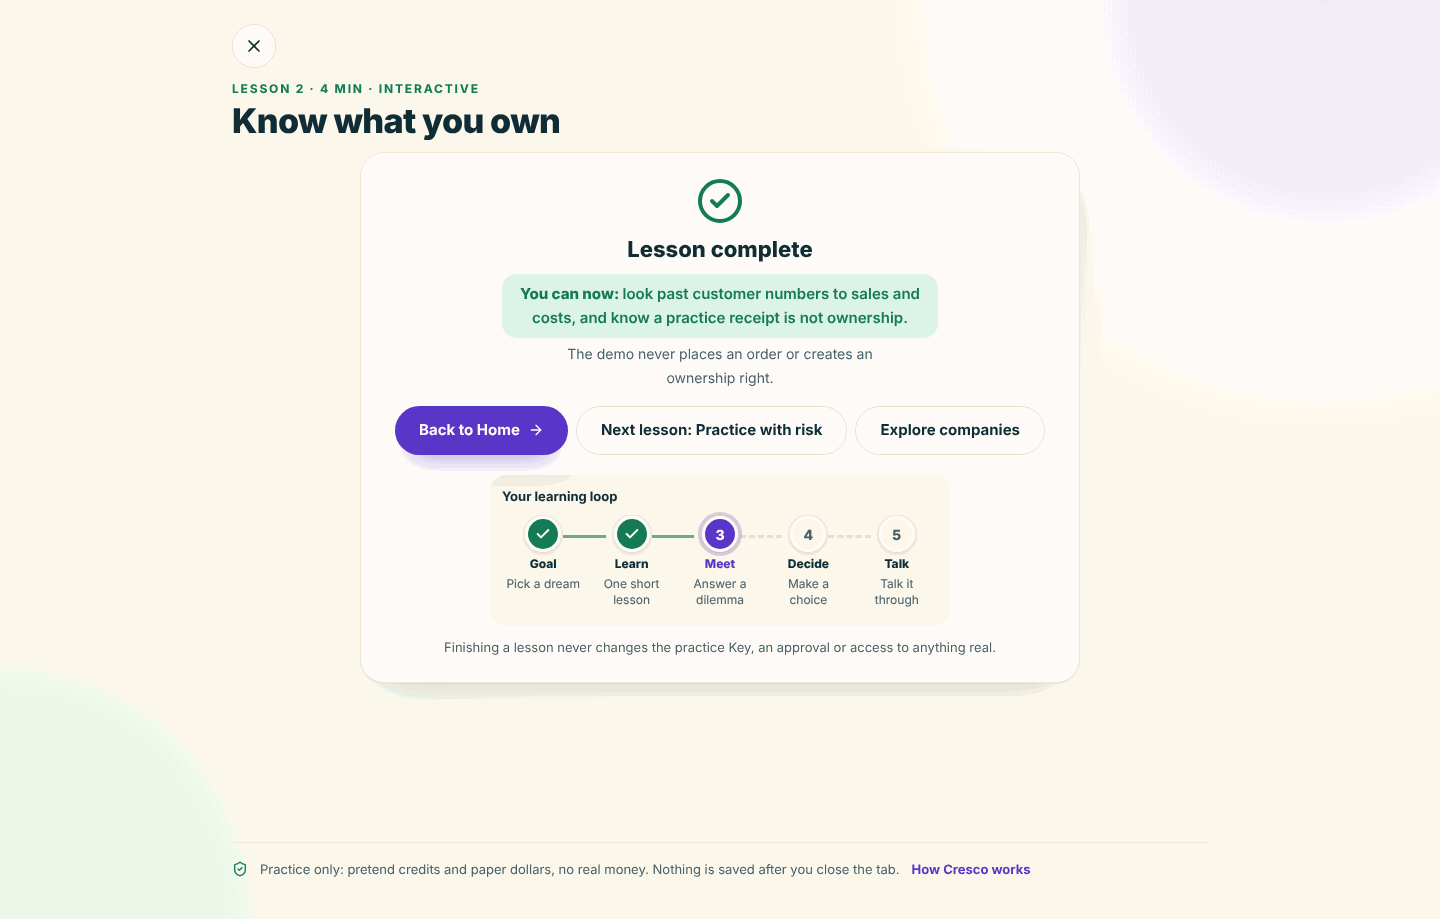 LESSON 2 · 4 MIN · INTERACTIVE
Know what you own
Lesson complete
You can now: look past customer numbers to sales and
costs, and know a practice receipt is not ownership.
The demo never places an order or creates an
ownership right.
Back to Home
Next lesson: Practice with risk
Explore companies
Your learning loop
3
4
5
Goal
Learn
Meet
Decide
Talk
Pick a dream
One short
lesson
Answer a
dilemma
Make a
choice
Talk it
through
Finishing a lesson never changes the practice Key, an approval or access to anything real.
Practice only: pretend credits and paper dollars, no real money. Nothing is saved after you close the tab. How Cresco works